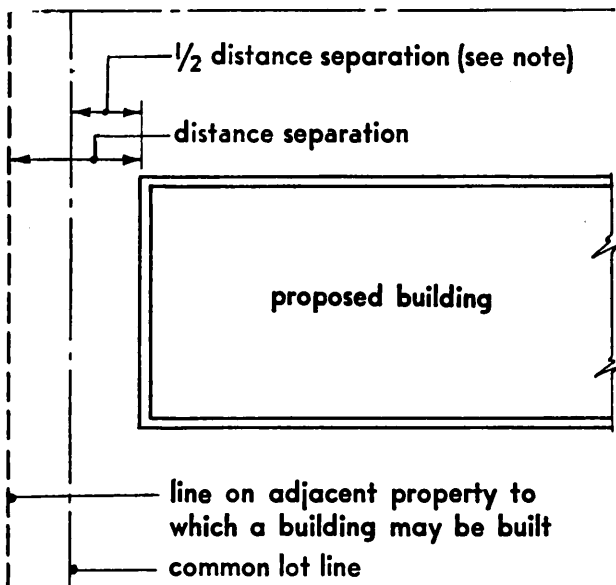 1/2 distance separation (see note)
distance separation
proposed building
line on adjacent property to
which a building may be built
common lot line